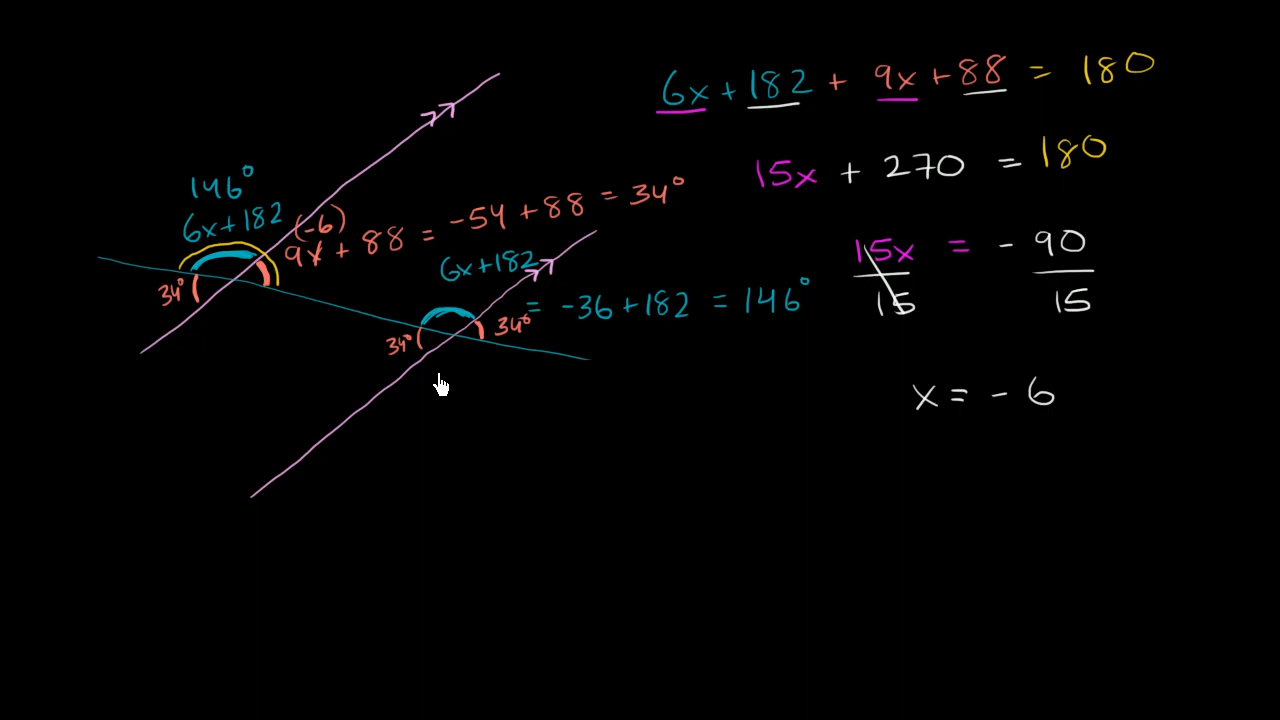 6x + 182 + 9x + 88 = 180
15x + 270 = 180
15x = - 90
15 15
x = - 6
146°
6x + 182
(-6)
9x + 88 = -54 + 88 = 34°
34°
6x + 182
= -36 + 182 = 146°
34°
34°